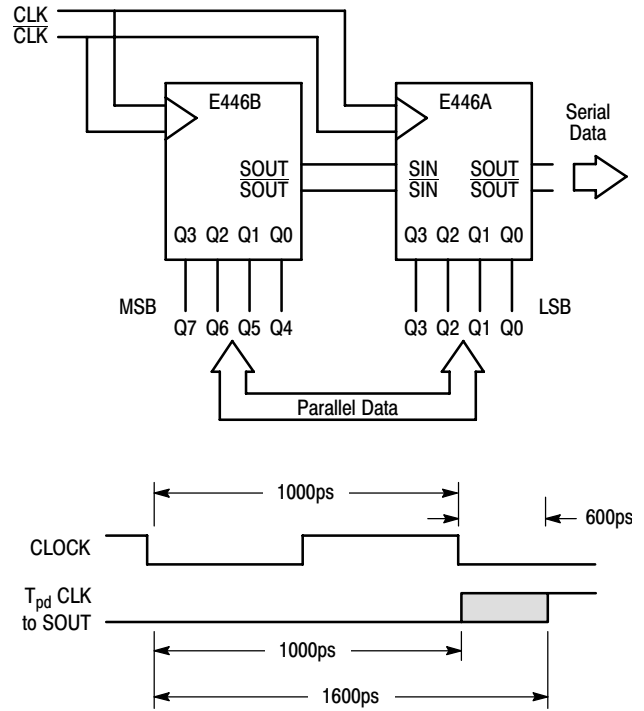 CLK
CLK
E446B
E446A
Serial
Data
SOUT
SOUT
SIN
SIN
SOUT
SOUT
Q3 Q2 Q1 Q0
Q3 Q2 Q1 Q0
MSB
LSB
Q7 Q6 Q5 Q4
Q3 Q2 Q1 Q0
Parallel Data
1000ps
600ps
CLOCK
Tpd CLK
to SOUT
1000ps
1600ps